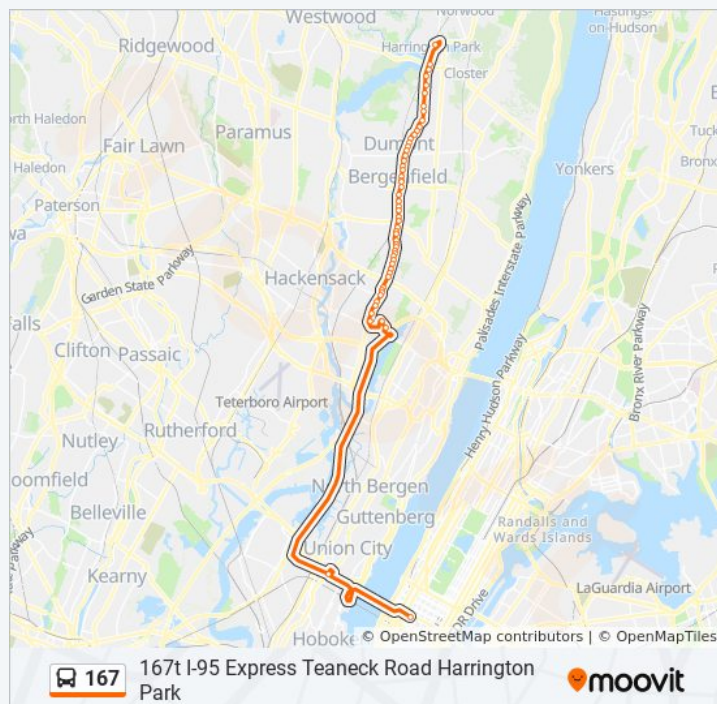 Westwood
Norwood
Hastings-
on-Hudson
Ridgewood
Harrington Park
Closter
North Haledon
Paramus
Dumont
Fair Lawn
Bergenfield
Yonkers
Haledon
Paterson
Hackensack
Palisades Interstate Parkway
Garden State Parkway
Falls
Clifton
Passaic
Henry Hudson Parkway
Bronx River Parkway
Teterboro Airport
Nutley
Rutherford
North Bergen
Belleville
Guttenberg
Randalls and
Wards Islands
Union City
Kearny
LaGuardia Airport
DR Drive
Hoboken
© OpenStreetMap contributors | © OpenMapTiles
167
167t I-95 Express Teaneck Road Harrington
Park
moovit